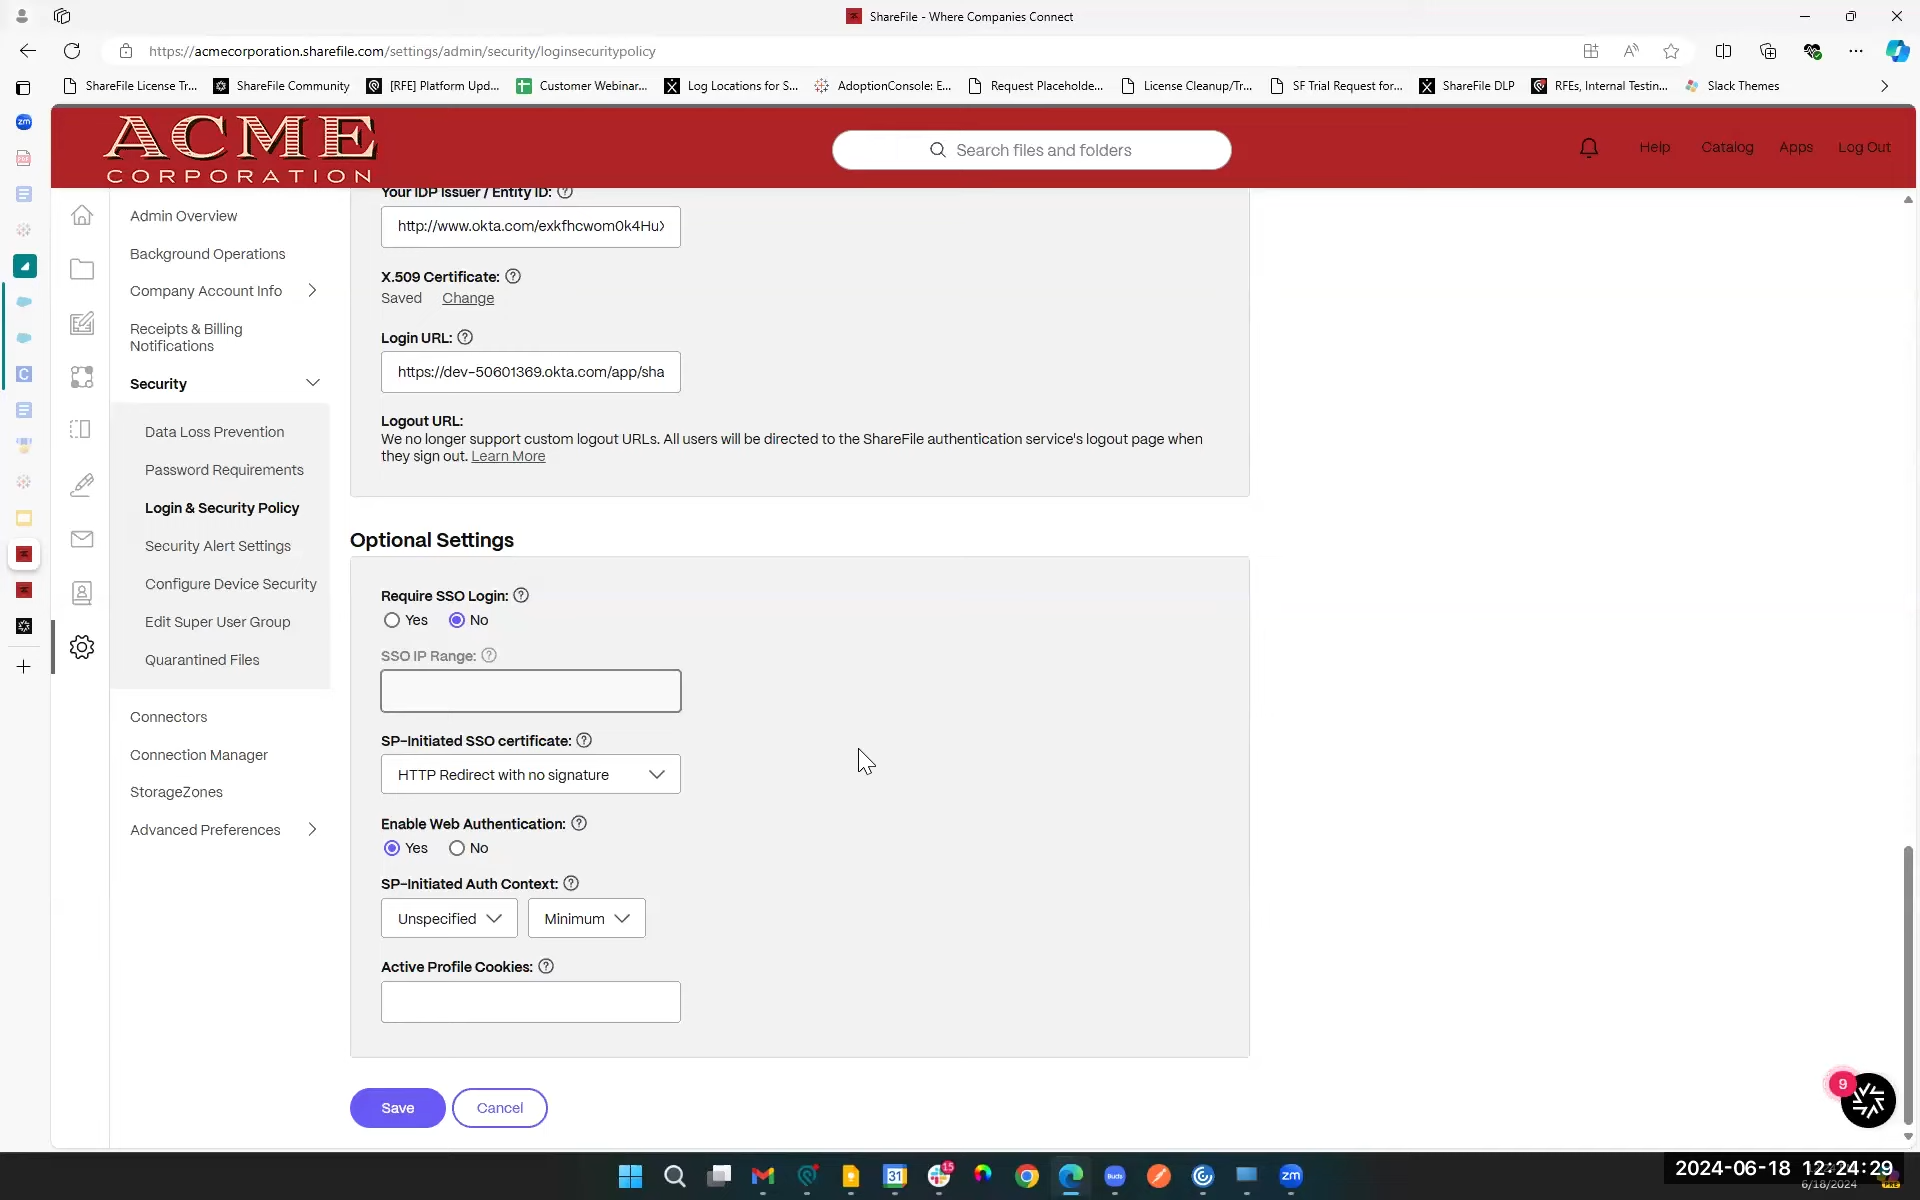 ShareFile - Where Companies Connect
https://acmecorporation.sharefile.com/settings/admin/security/loginsecuritypolicy
ShareFile License Tr...
ShareFile Community
[RFE] Platform Upd...
Customer Webinar...
Log Locations for S...
AdoptionConsole: E...
Request Placeholde...
License Cleanup/Tr...
SF Trial Request for...
ShareFile DLP
RFEs, Internal Testin...
Slack Themes
ACME
CORPORATION
Search files and folders
Help
Catalog
Apps
Log Out
Admin Overview
Background Operations
Company Account Info
Receipts & Billing
Notifications
Security
Data Loss Prevention
Password Requirements
Login & Security Policy
Security Alert Settings
Configure Device Security
Edit Super User Group
Quarantined Files
Connectors
Connection Manager
StorageZones
Advanced Preferences
Your IDP Issuer / Entity ID:
http://www.okta.com/exkfhcwom0k4HuX
X.509 Certificate:
Saved Change
Login URL:
https://dev-50601369.okta.com/app/sha
Logout URL:
We no longer support custom logout URLs. All users will be directed to the ShareFile authentication service's logout page when
they sign out. Learn More
Optional Settings
Require SSO Login:
Yes No
SSO IP Range:
SP-Initiated SSO certificate:
HTTP Redirect with no signature
Enable Web Authentication:
Yes No
SP-Initiated Auth Context:
Unspecified Minimum
Active Profile Cookies:
Save Cancel
9
zm
C
31
15
zm
2024-06-18 12:24:29
6/18/2024